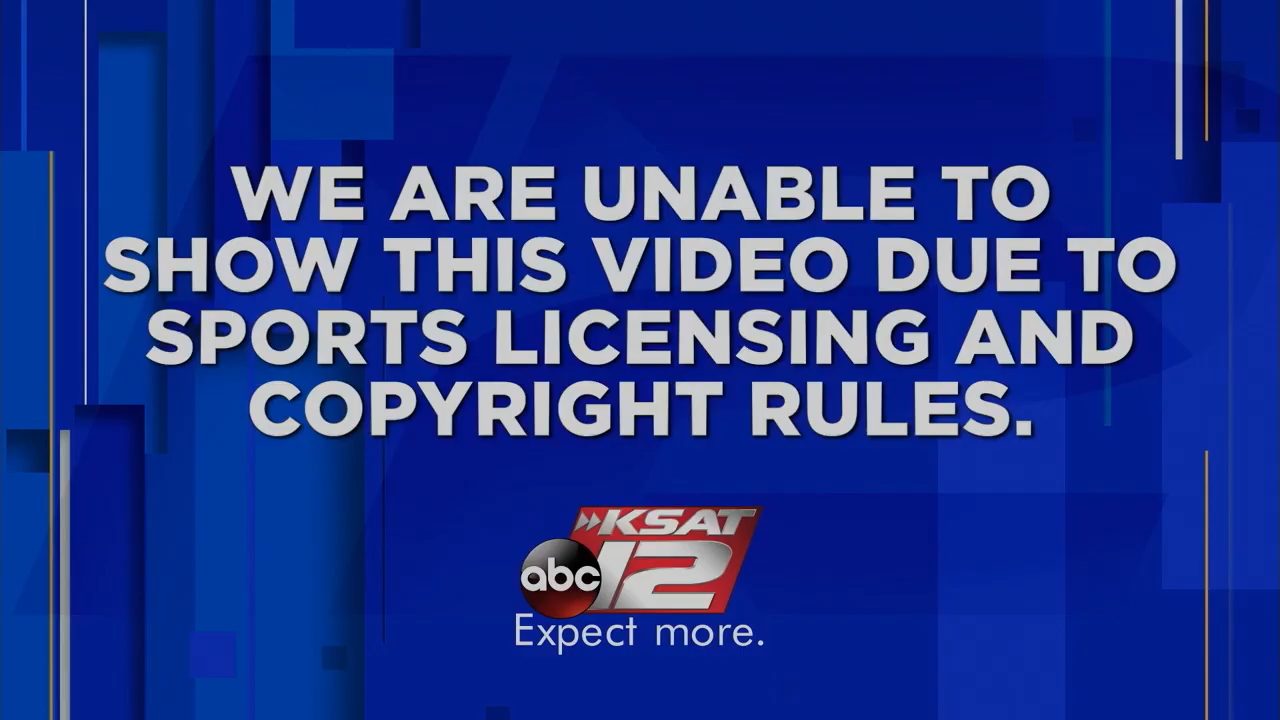 WE ARE UNABLE TO
SHOW THIS VIDEO DUE TO
SPORTS LICENSING AND
COPYRIGHT RULES.
KSAT
abc 12
Expect more.